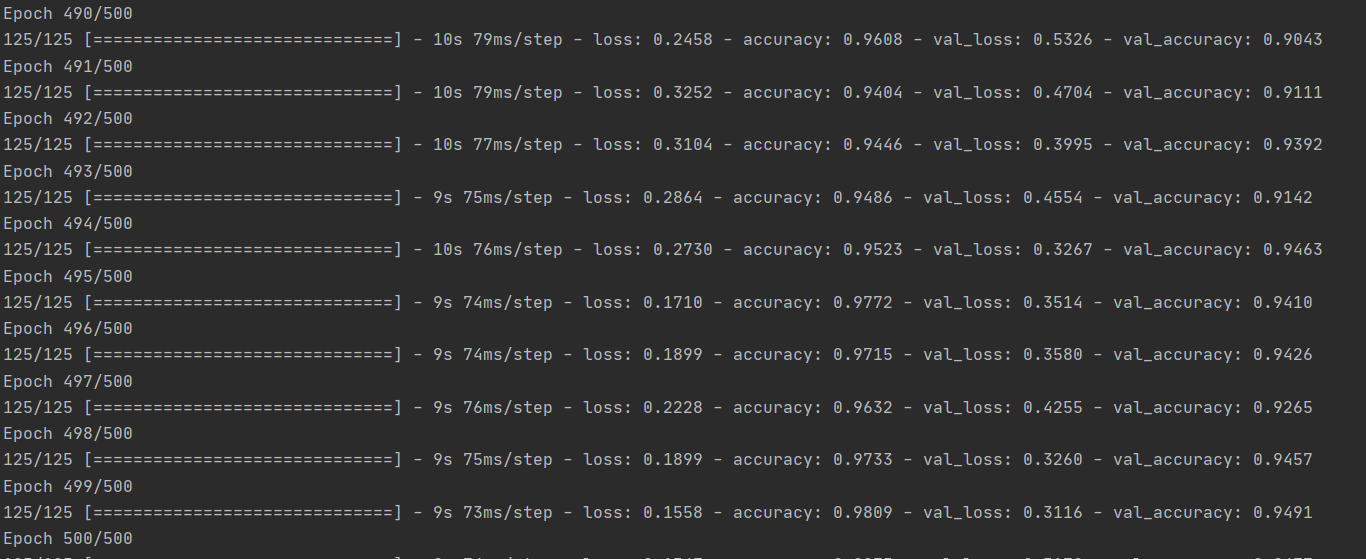 Epoch 490/500
125/125 [==============================] - 10s 79ms/step - loss: 0.2458 - accuracy: 0.9608 - val_loss: 0.5326 - val_accuracy: 0.9043
Epoch 491/500
125/125 [==============================] - 10s 79ms/step - loss: 0.3252 - accuracy: 0.9404 - val_loss: 0.4704 - val_accuracy: 0.9111
Epoch 492/500
125/125 [==============================] - 10s 77ms/step - loss: 0.3104 - accuracy: 0.9446 - val_loss: 0.3995 - val_accuracy: 0.9392
Epoch 493/500
125/125 [==============================] - 9s 75ms/step - loss: 0.2864 - accuracy: 0.9486 - val_loss: 0.4554 - val_accuracy: 0.9142
Epoch 494/500
125/125 [==============================] - 10s 76ms/step - loss: 0.2730 - accuracy: 0.9523 - val_loss: 0.3267 - val_accuracy: 0.9463
Epoch 495/500
125/125 [==============================] - 9s 74ms/step - loss: 0.1710 - accuracy: 0.9772 - val_loss: 0.3514 - val_accuracy: 0.9410
Epoch 496/500
125/125 [==============================] - 9s 74ms/step - loss: 0.1899 - accuracy: 0.9715 - val_loss: 0.3580 - val_accuracy: 0.9426
Epoch 497/500
125/125 [==============================] - 9s 76ms/step - loss: 0.2228 - accuracy: 0.9632 - val_loss: 0.4255 - val_accuracy: 0.9265
Epoch 498/500
125/125 [==============================] - 9s 75ms/step - loss: 0.1899 - accuracy: 0.9733 - val_loss: 0.3260 - val_accuracy: 0.9457
Epoch 499/500
125/125 [==============================] - 9s 73ms/step - loss: 0.1558 - accuracy: 0.9809 - val_loss: 0.3116 - val_accuracy: 0.9491
Epoch 500/500